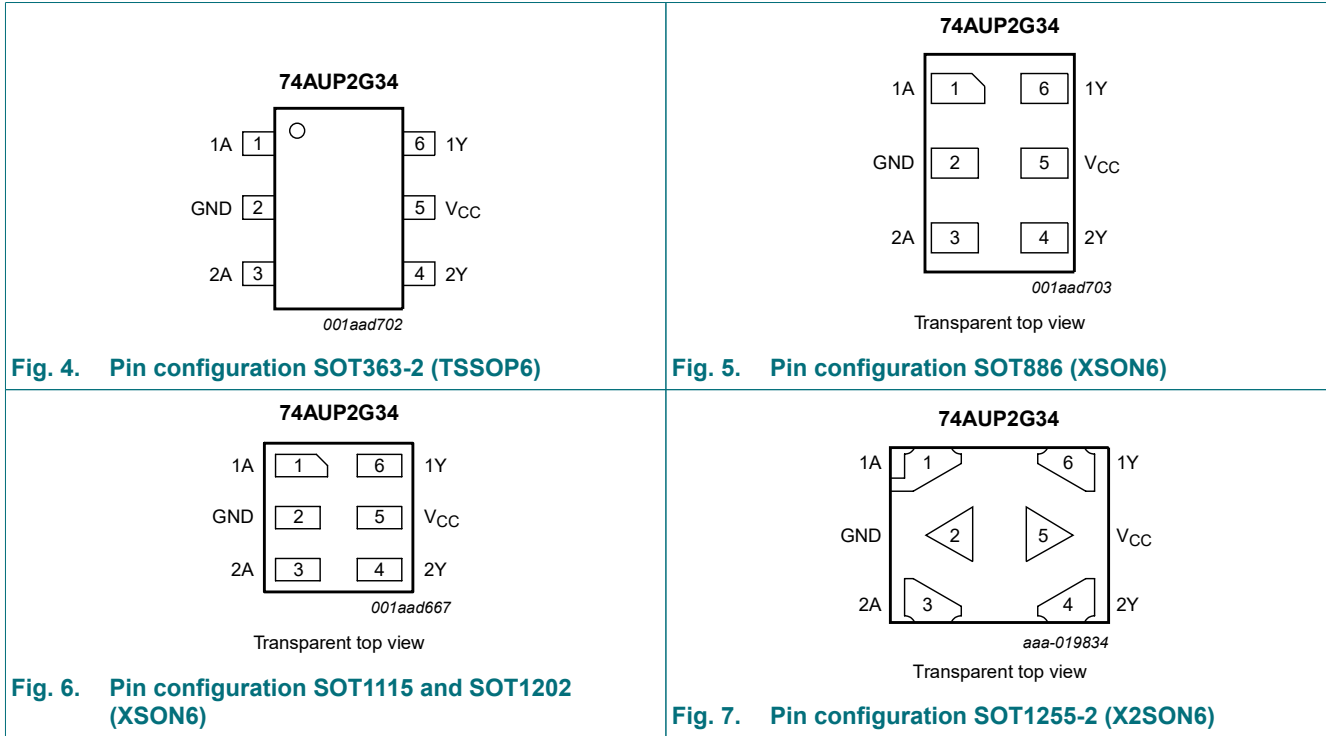 74AUP2G34
1A 1 6 1Y
GND 2 5 VCC
2A 3 4 2Y
001aad702
Fig. 4. Pin configuration SOT363-2 (TSSOP6)
74AUP2G34
1A 1 6 1Y
GND 2 5 VCC
2A 3 4 2Y
001aad703
Transparent top view
Fig. 5. Pin configuration SOT886 (XSON6)
74AUP2G34
1A 1 6 1Y
GND 2 5 VCC
2A 3 4 2Y
001aad667
Transparent top view
Fig. 6. Pin configuration SOT1115 and SOT1202
(XSON6)
74AUP2G34
1A 1 6 1Y
GND 2 5 VCC
2A 3 4 2Y
aaa-019834
Transparent top view
Fig. 7. Pin configuration SOT1255-2 (X2SON6)